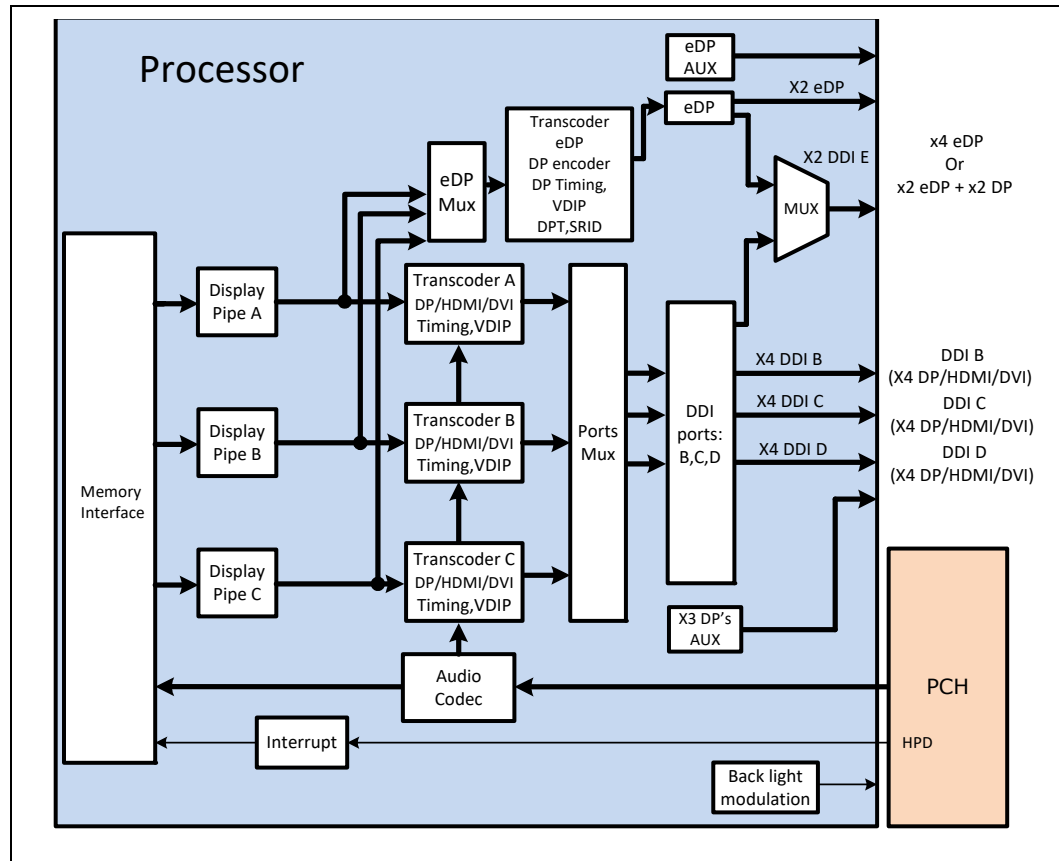 Processor
eDP
AUX
X2 eDP
eDP
Transcoder
eDP
DP encoder
DP Timing,
VDIP
DPT,SRID
eDP
Mux
X2 DDI E
MUX
x4 eDP
Or
x2 eDP + x2 DP
Memory
Interface
Display
Pipe A
Transcoder A
DP/HDMI/DVI
Timing,VDIP
Display
Pipe B
Transcoder B
DP/HDMI/DVI
Timing,VDIP
Display
Pipe C
Transcoder C
DP/HDMI/DVI
Timing,VDIP
Ports
Mux
DDI
ports:
B,C,D
X4 DDI B
X4 DDI C
X4 DDI D
DDI B
(X4 DP/HDMI/DVI)
DDI C
(X4 DP/HDMI/DVI)
DDI D
(X4 DP/HDMI/DVI)
X3 DP’s
AUX
Audio
Codec
PCH
Interrupt
HPD
Back light
modulation